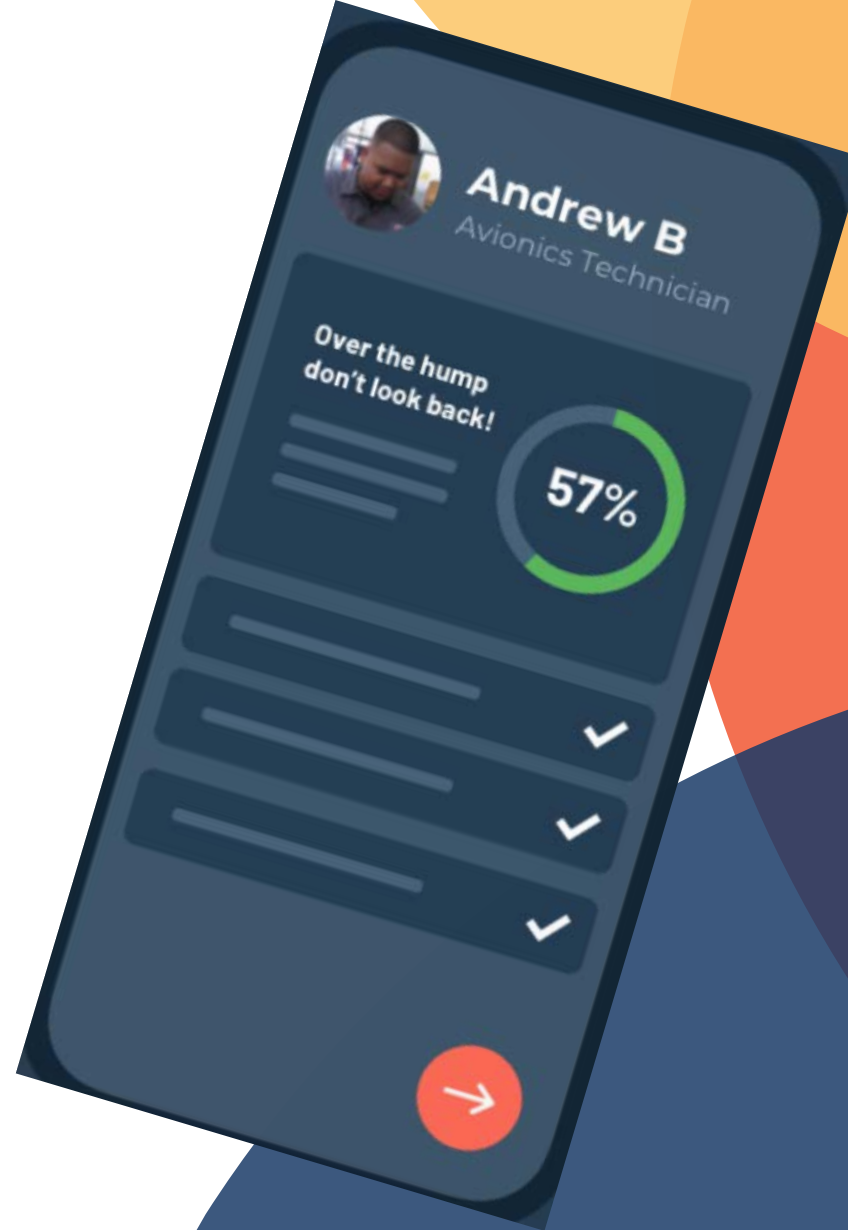 Andrew B
Avionics Technician
Over the hump
don't look back!
57%